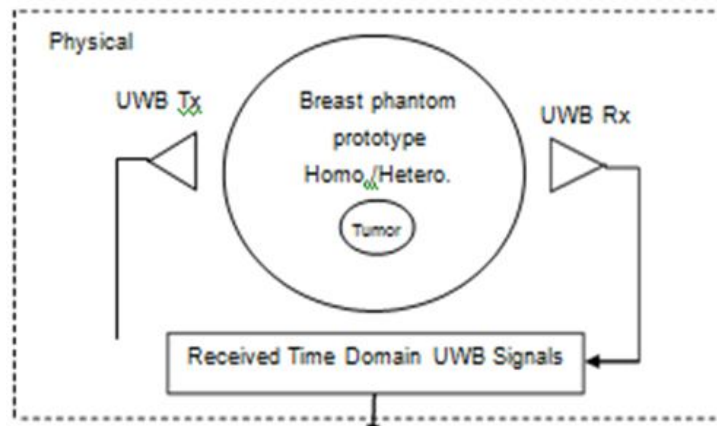 Physical
UWB Tx
Breast phantom
prototype
Homo./Hetero.
UWB Rx
Tumor
Received Time Domain UWB Signals